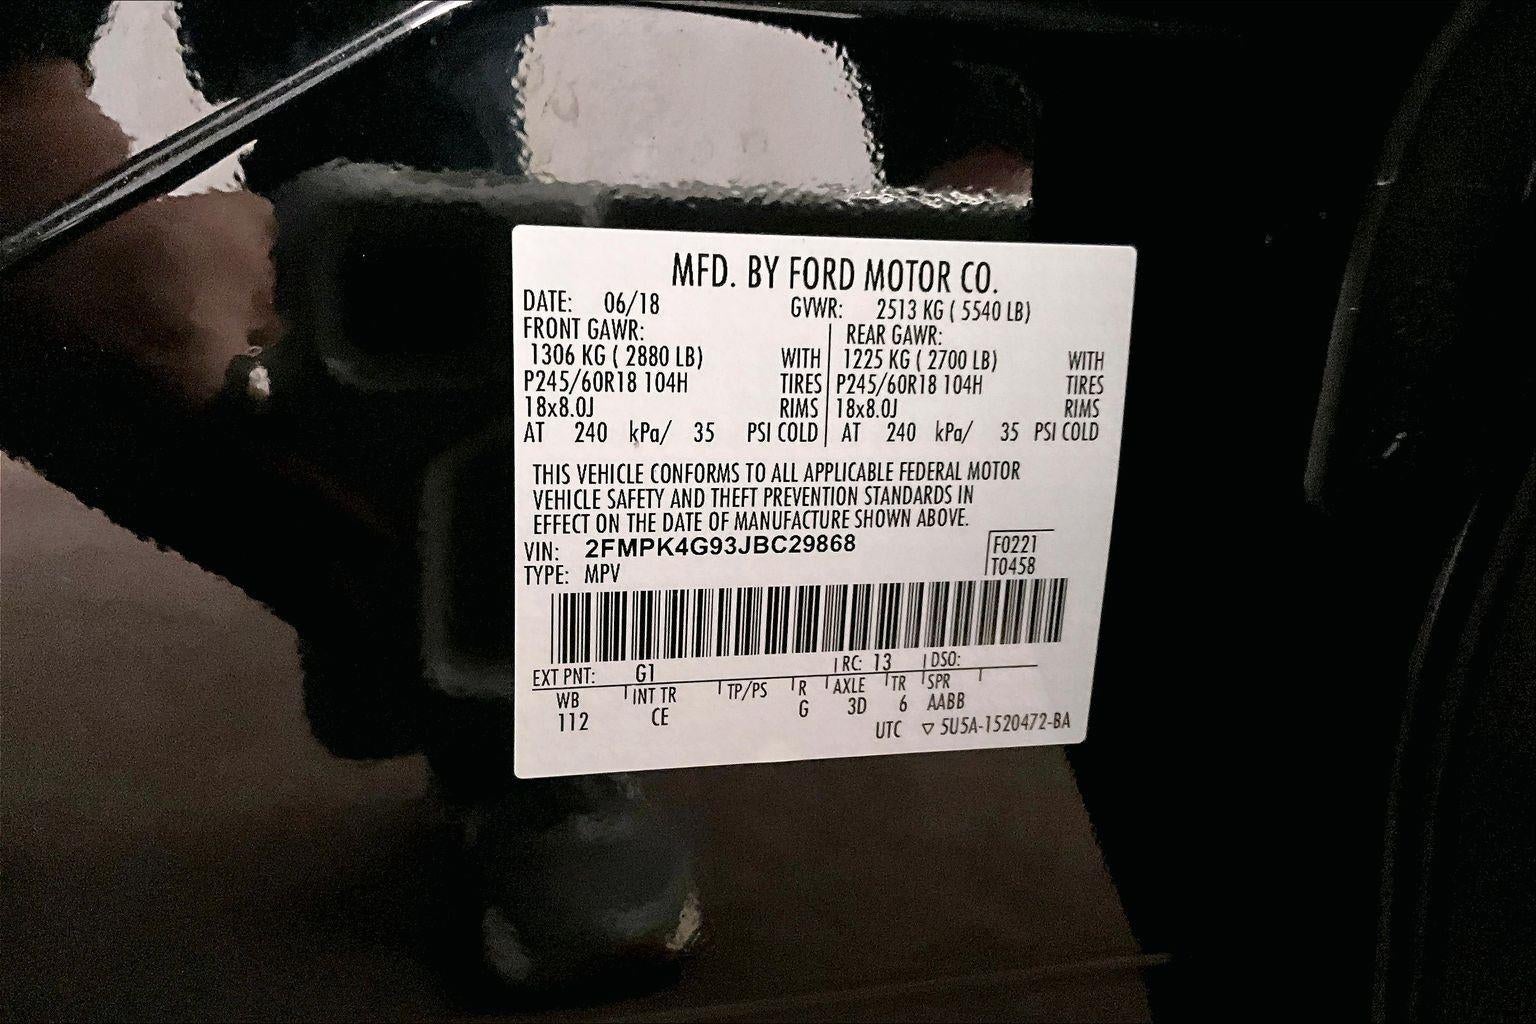 MFD. BY FORD MOTOR CO.
DATE: 06/18 GVWR: 2513 KG ( 5540 LB)
FRONT GAWR: REAR GAWR:
1306 KG ( 2880 LB) WITH 1225 KG ( 2700 LB) WITH
P245/60R18 104H TIRES P245/60R18 104H TIRES
18x8.0J RIMS 18x8.0J RIMS
AT 240 kPa/ 35 PSI COLD AT 240 kPa/ 35 PSI COLD
THIS VEHICLE CONFORMS TO ALL APPLICABLE FEDERAL MOTOR
VEHICLE SAFETY AND THEFT PREVENTION STANDARDS IN
EFFECT ON THE DATE OF MANUFACTURE SHOWN ABOVE.
VIN: 2FMPK4G93JBC29868 F0221
TYPE: MPV T0458
EXT PNT: G1 RC: 13 DSO:
WB INT TR TP/PS R AXLE TR SPR
112 CE G 3D 6 AABB
UTC ▽ 5U5A-1520472-BA